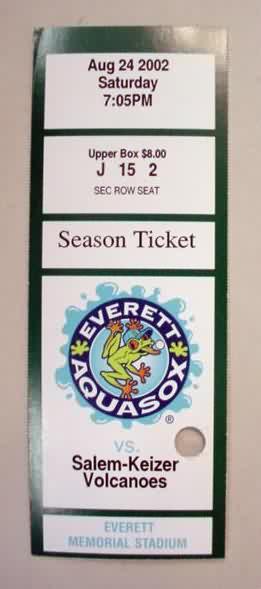 Aug 24 2002
Saturday
7:05PM
Upper Box $8.00
J 15 2
SEC ROW SEAT
Season Ticket
EVERETT
AQUASOX
®
VS.
Salem-Keizer
Volcanoes
EVERETT
MEMORIAL STADIUM